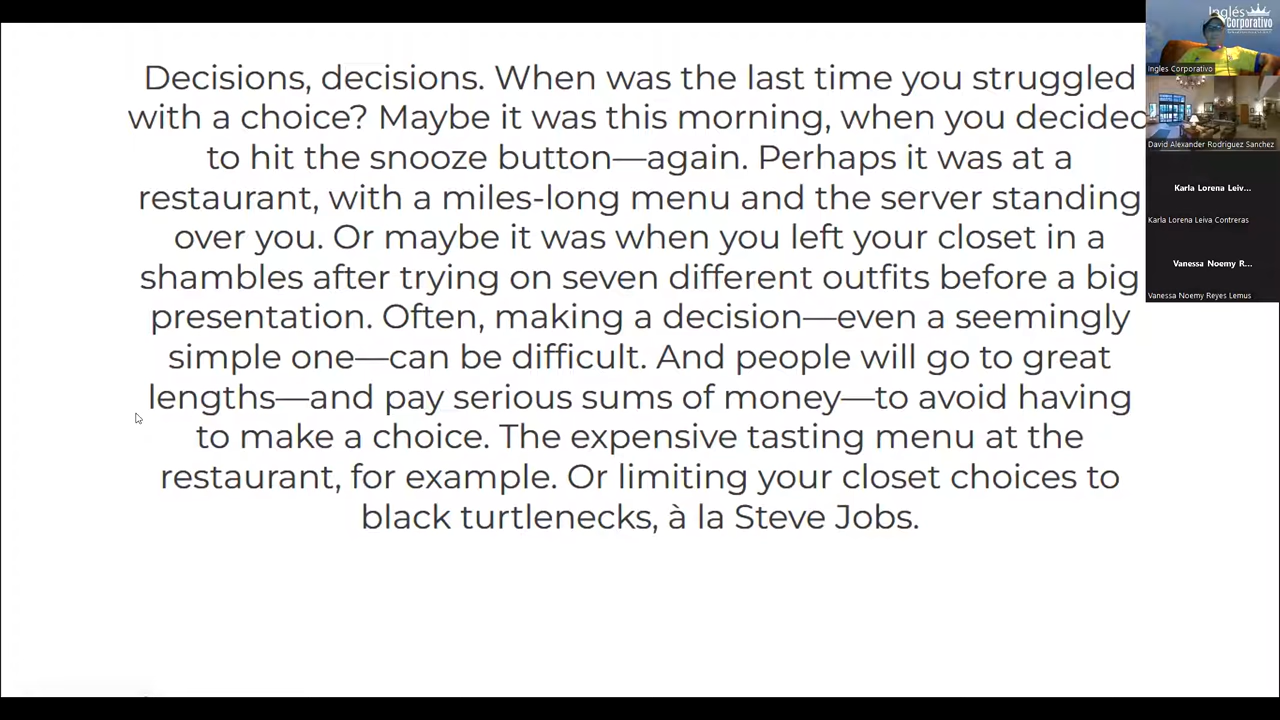 Decisions, decisions. When was the last time you struggled
with a choice? Maybe it was this morning, when you decided
to hit the snooze button—again. Perhaps it was at a
restaurant, with a miles-long menu and the server standing
over you. Or maybe it was when you left your closet in a
shambles after trying on seven different outfits before a big
presentation. Often, making a decision—even a seemingly
simple one—can be difficult. And people will go to great
lengths—and pay serious sums of money—to avoid having
to make a choice. The expensive tasting menu at the
restaurant, for example. Or limiting your closet choices to
black turtlenecks, à la Steve Jobs.
Inglés
Corporativo
Ingles Corporativo
David Alexander Rodriguez Sanchez
Karla Lorena Leiv...
Karla Lorena Leiva Contreras
Vanessa Noemy R...
Vanessa Noemy Reyes Lemus